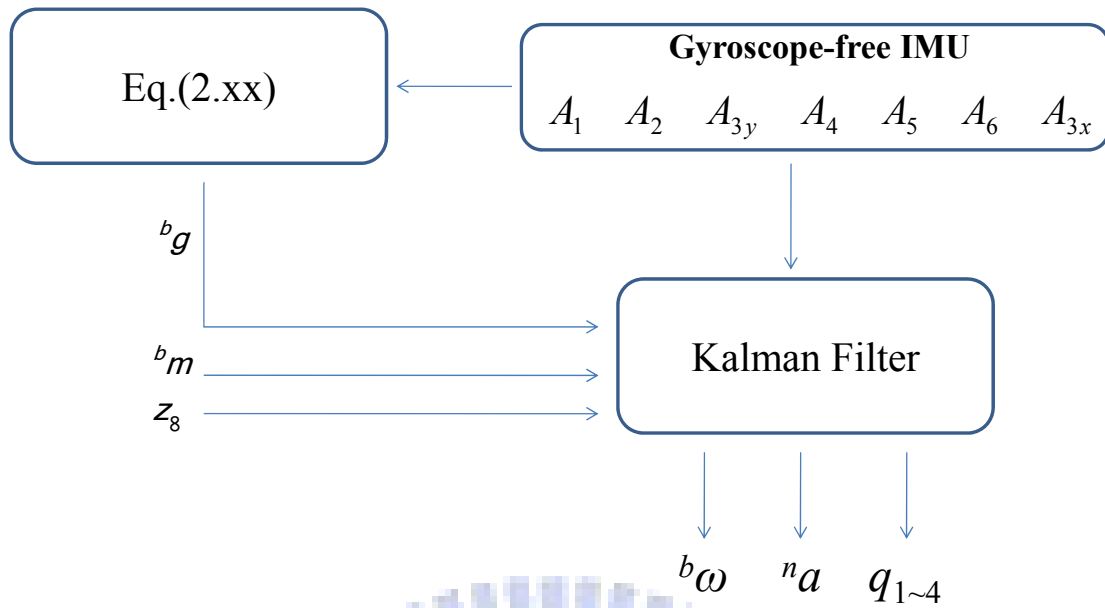 Gyroscope-free IMU
Eq.(2.xx)
A₁ A₂ A₃y A₄ A₅ A₆ A₃x
ᵇg
ᵇm
Kalman Filter
z₈
ᵇω ⁿa q₁~₄